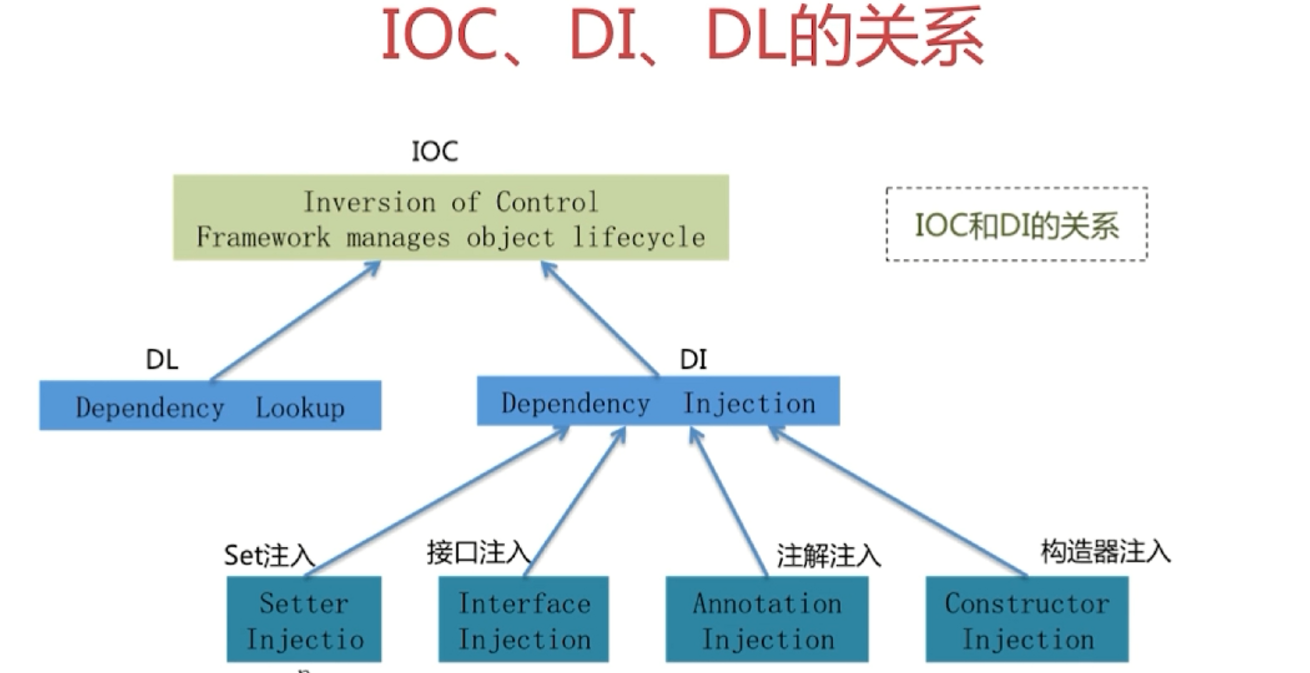 IOC、DI、DL的关系
IOC
Inversion of Control
Framework manages object lifecycle
IOC和DI的关系
DL
Dependency Lookup
DI
Dependency Injection
Set注入
Setter
Injectio
n
接口注入
Interface
Injection
注解注入
Annotation
Injection
构造器注入
Constructor
Injection